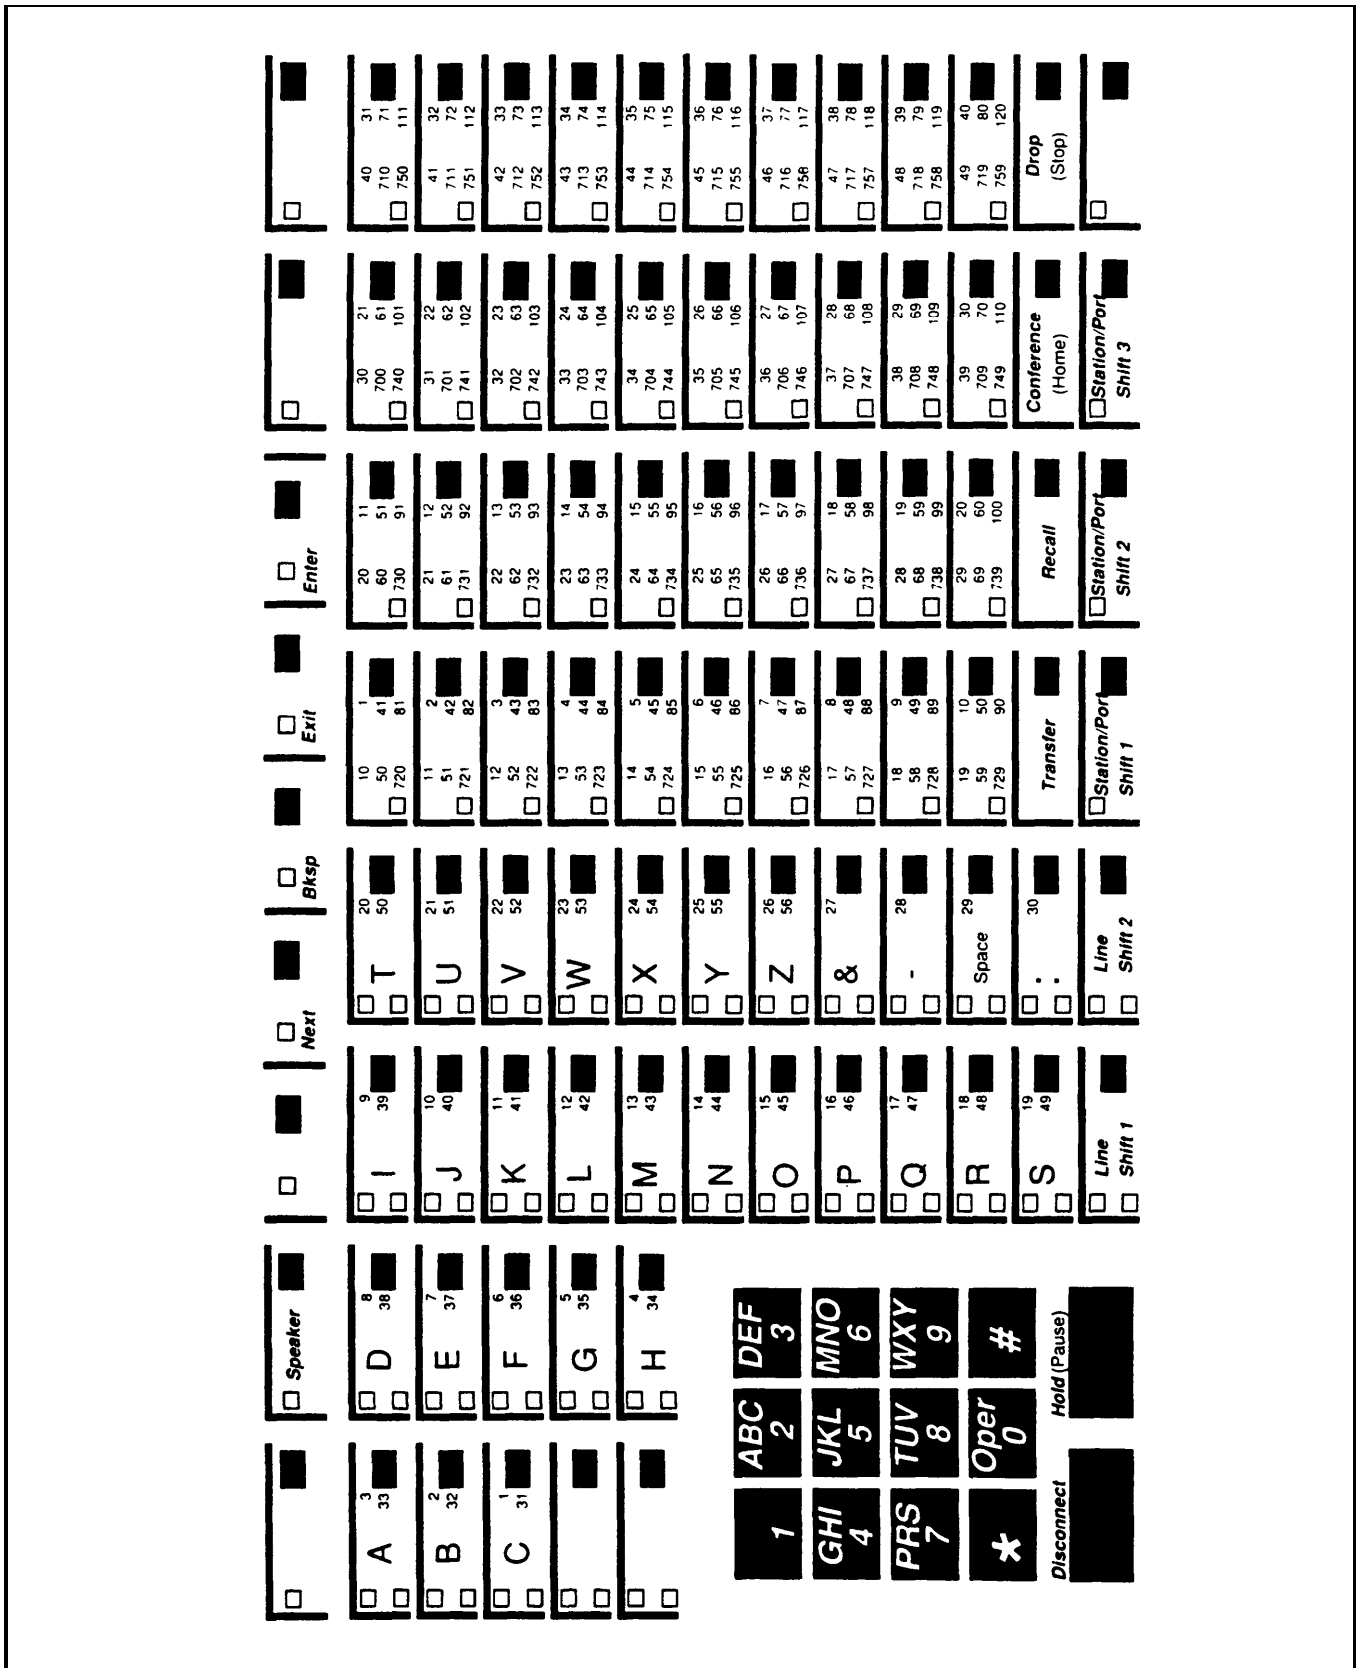 Speaker
Next Bksp Exit Enter
3 8 9 20 10 1 20 11 30 21 40 31
A 33 D 38 I 39 T 50 50 41 60 51 700 61 710 71
720 81 730 91 740 101 750 111
2 7 10 21 11 2 21 12 31 22 41 32
B 32 E 37 J 40 U 51 51 42 61 52 701 62 711 72
721 82 731 92 741 102 751 112
1 6 11 22 12 3 22 13 32 23 42 33
C 31 F 36 K 41 V 52 52 43 62 53 702 63 712 73
722 83 732 93 742 103 752 113
5 12 23 13 4 23 14 33 24 43 34
G 35 L 42 W 53 53 44 63 54 703 64 713 74
723 84 733 94 743 104 753 114
4 13 24 14 5 24 15 34 25 44 35
H 34 M 43 X 54 54 45 64 55 704 65 714 75
724 85 734 95 744 105 754 115
14 25 15 6 25 16 35 26 45 36
N 44 Y 55 55 46 65 56 705 66 715 76
725 86 735 96 745 106 755 116
15 26 16 7 26 17 36 27 46 37
O 45 Z 56 56 47 66 57 706 67 716 77
726 87 736 97 746 107 756 117
16 27 17 8 27 18 37 28 47 38
P 46 & 57 48 67 58 707 68 717 78
727 88 737 98 747 108 757 118
17 28 18 9 28 19 38 29 48 39
Q 47 - 58 49 68 59 708 69 718 79
728 89 738 99 748 109 758 119
18 29 19 10 29 20 39 30 49 40
R 48 Space 59 50 69 60 709 70 719 80
729 90 739 100 749 110 759 120
19 30
S 49 : Transfer Recall Conference Drop
(Home) (Stop)
Line Line Station/Port Station/Port Station/Port
Shift 1 Shift 2 Shift 1 Shift 2 Shift 3
ABC DEF
1 2 3
GHI JKL MNO
4 5 6
PRS TUV WXY
7 8 9
Oper
* 0 #
Disconnect Hold (Pause)